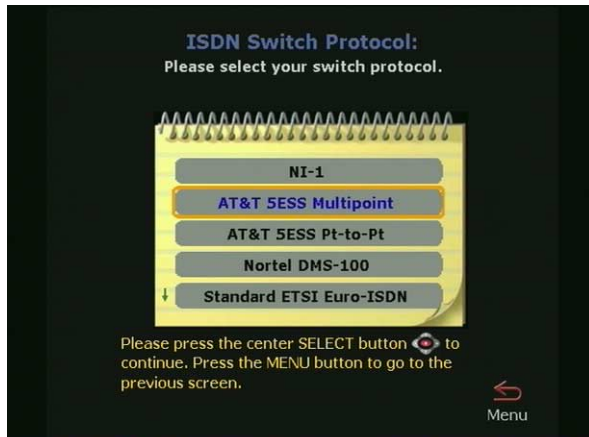 ISDN Switch Protocol:
Please select your switch protocol.
NI-1
AT&T 5ESS Multipoint
AT&T 5ESS Pt-to-Pt
Nortel DMS-100
Standard ETSI Euro-ISDN
Please press the center SELECT button to
continue. Press the MENU button to go to the
previous screen.
Menu